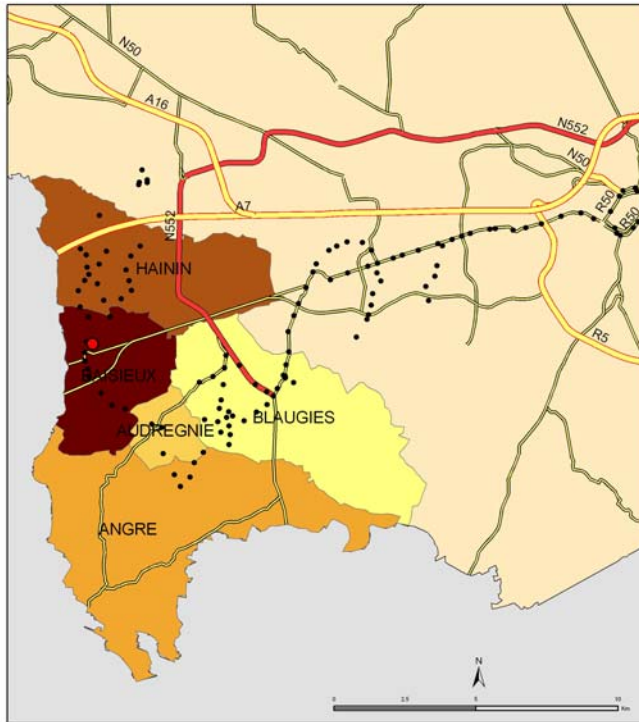 N50
A16
N552
N50
R50
R50
A7
N552
HAININ
R5
BAISIEUX
BLAUGIES
AUDREGNIE
ANGRE
N
0 2,5 5 10
Km